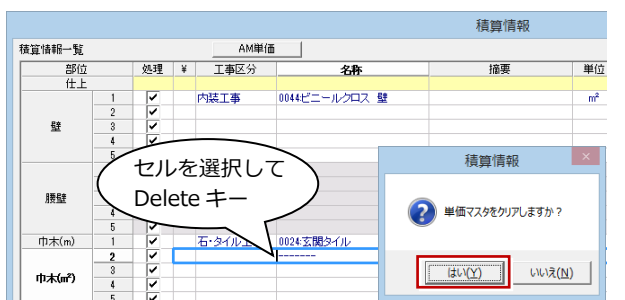 積算情報
積算情報一覧 AM単価
部位 処理 ¥ 工事区分 名称 摘要 単位
仕上
壁 1 内装工事 0044:ビニールクロス 壁 m²
2
3
4
5
セルを選択して
Delete キー
腰壁
4
5
巾木(m) 1 石・タイル工 0024:玄関タイル
巾木(m²) 2 -------
3
4
5
積算情報 ×
単価マスタをクリアしますか?
はい(Y) いいえ(N)